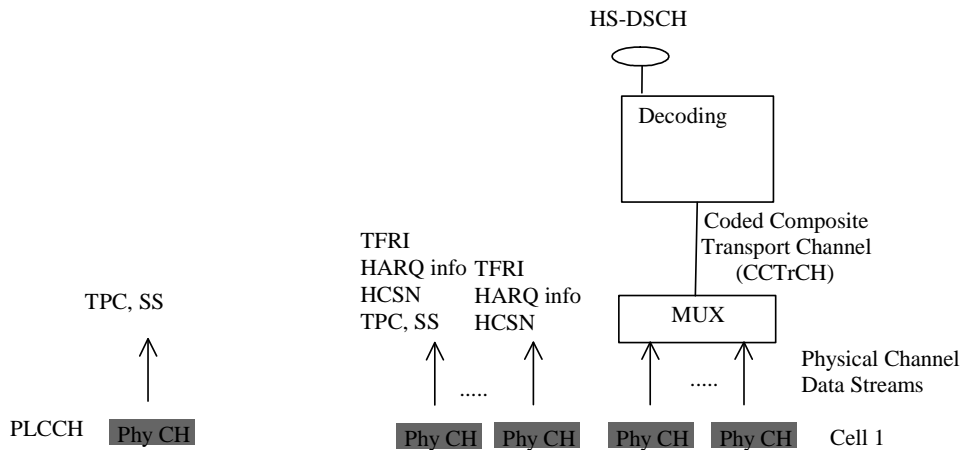 HS-DSCH
Decoding
Coded Composite
Transport Channel
(CCTrCH)
TFRI
HARQ info
HCSN
TPC, SS
TFRI
HARQ info
HCSN
TPC, SS
MUX
Physical Channel
Data Streams
.....
.....
PLCCH
Phy CH
Phy CH
Phy CH
Phy CH
Phy CH
Cell 1